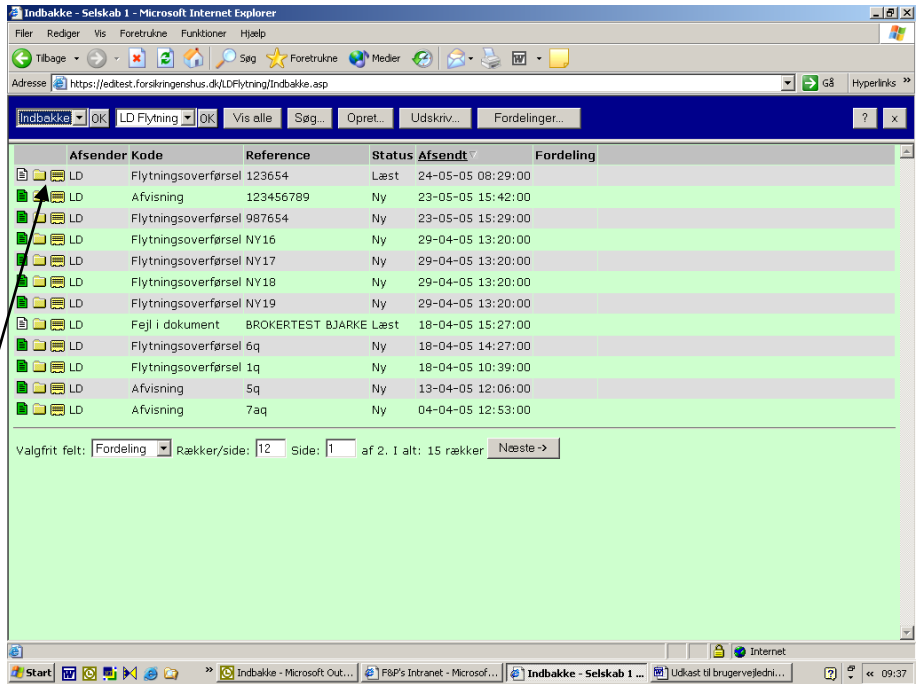 Indbakke - Selskab 1 - Microsoft Internet Explorer
Filer Rediger Vis Foretrukne Funktioner Hjælp
Tilbage Søg Foretrukne Medier
Adresse https://editest.forsikringenshus.dk/LDFlytning/Indbakke.asp Gå Hyperlinks »
Indbakke OK LD Flytning OK Vis alle Søg... Opret... Udskriv... Fordelinger... ? x
Afsender Kode Reference Status Afsendt Fordeling
LD Flytningsoverførsel 123654 Læst 24-05-05 08:29:00
LD Afvisning 123456789 Ny 23-05-05 15:42:00
LD Flytningsoverførsel 987654 Ny 23-05-05 15:29:00
LD Flytningsoverførsel NY16 Ny 29-04-05 13:20:00
LD Flytningsoverførsel NY17 Ny 29-04-05 13:20:00
LD Flytningsoverførsel NY18 Ny 29-04-05 13:20:00
LD Flytningsoverførsel NY19 Ny 29-04-05 13:20:00
LD Fejl i dokument BROKERTEST BJARKE Læst 18-04-05 15:27:00
LD Flytningsoverførsel 6q Ny 18-04-05 14:27:00
LD Flytningsoverførsel 1q Ny 18-04-05 10:39:00
LD Afvisning 5q Ny 13-04-05 12:06:00
LD Afvisning 7aq Ny 04-04-05 12:53:00
Valgfrit felt: Fordeling Rækker/side: 12 Side: 1 af 2. I alt: 15 rækker Næste ->
Internet
Start » Indbakke - Microsoft Out... F&P's Intranet - Microsof... Indbakke - Selskab 1 ... Udkast til brugervejledni... « 09:37